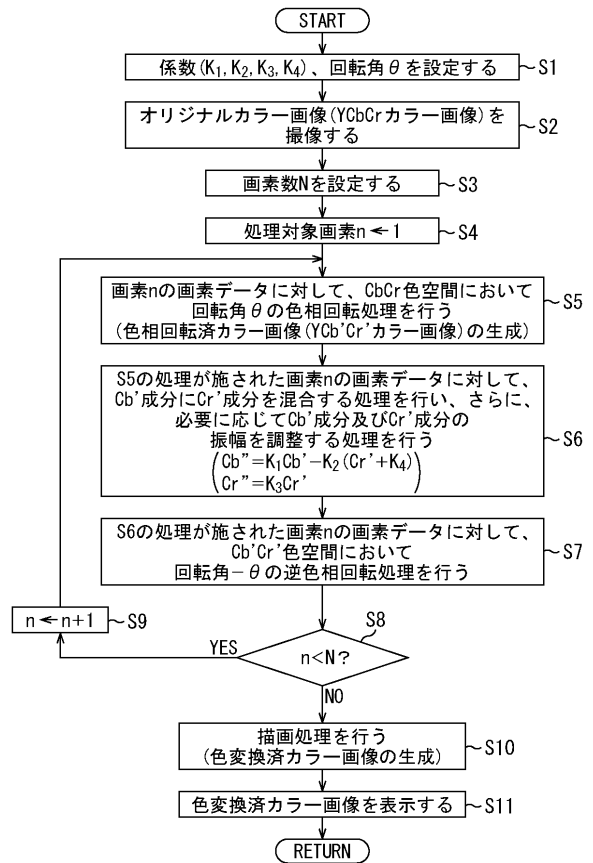 START
係数(K₁,K₂,K₃,K₄)、回転角θを設定する
S1
オリジナルカラー画像(YCbCrカラー画像)を
撮像する
S2
画素数Nを設定する
S3
処理対象画素n←1
S4
画素nの画素データに対して、CbCr色空間において
回転角θの色相回転処理を行う
(色相回転済カラー画像(YCb'Cr'カラー画像)の生成)
S5
S5の処理が施された画素nの画素データに対して、
Cb'成分にCr'成分を混合する処理を行い、さらに、
必要に応じてCb'成分及びCr'成分の
振幅を調整する処理を行う
(Cb"=K₁Cb'-K₂(Cr'+K₄)
Cr"=K₃Cr')
S6
S6の処理が施された画素nの画素データに対して、
Cb'Cr'色空間において
回転角-θの逆色相回転処理を行う
S7
n←n+1
S9
S8
YES
n<N?
NO
描画処理を行う
(色変換済カラー画像の生成)
S10
色変換済カラー画像を表示する
S11
RETURN